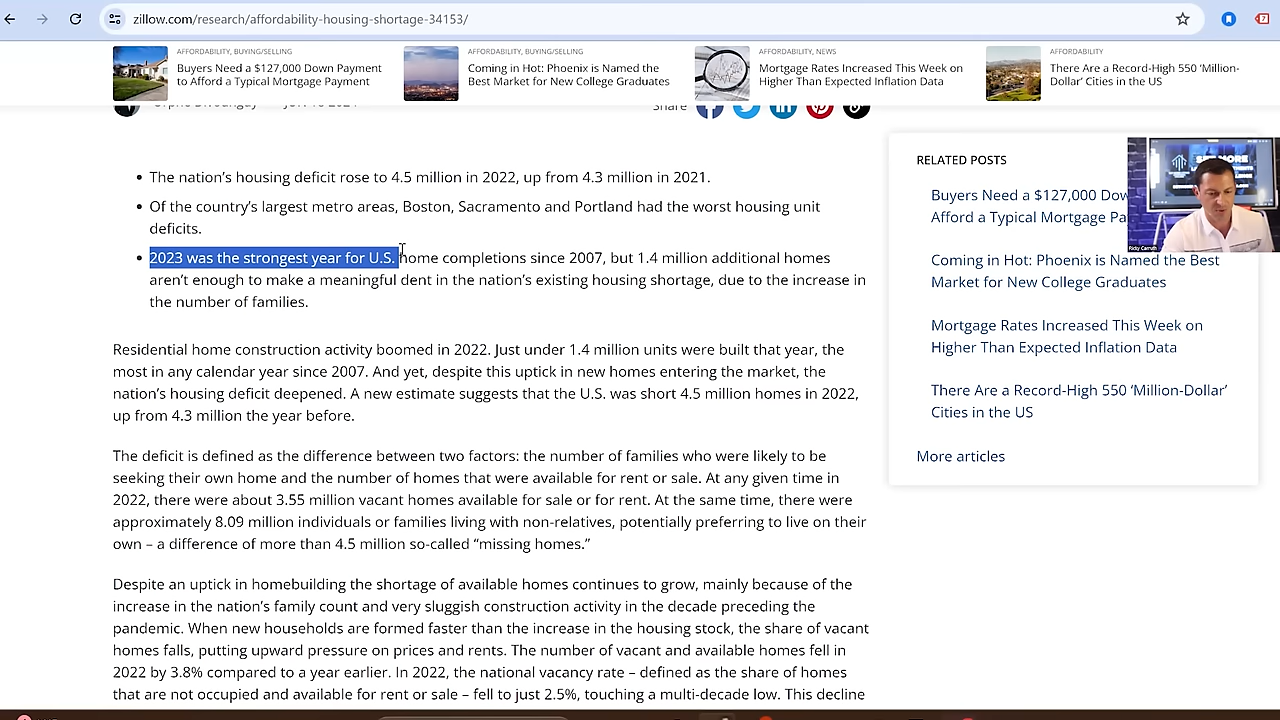 zillow.com/research/affordability-housing-shortage-34153/
AFFORDABILITY, BUYING/SELLING
Buyers Need a $127,000 Down Payment
to Afford a Typical Mortgage Payment
AFFORDABILITY, BUYING/SELLING
Coming in Hot: Phoenix is Named the
Best Market for New College Graduates
AFFORDABILITY, NEWS
Mortgage Rates Increased This Week on
Higher Than Expected Inflation Data
AFFORDABILITY
There Are a Record-High 550 ‘Million-
Dollar’ Cities in the US
Share
• The nation’s housing deficit rose to 4.5 million in 2022, up from 4.3 million in 2021.
• Of the country’s largest metro areas, Boston, Sacramento and Portland had the worst housing unit
deficits.
• 2023 was the strongest year for U.S. home completions since 2007, but 1.4 million additional homes
aren’t enough to make a meaningful dent in the nation’s existing housing shortage, due to the increase in
the number of families.
Residential home construction activity boomed in 2022. Just under 1.4 million units were built that year, the
most in any calendar year since 2007. And yet, despite this uptick in new homes entering the market, the
nation’s housing deficit deepened. A new estimate suggests that the U.S. was short 4.5 million homes in 2022,
up from 4.3 million the year before.
The deficit is defined as the difference between two factors: the number of families who were likely to be
seeking their own home and the number of homes that were available for rent or sale. At any given time in
2022, there were about 3.55 million vacant homes available for sale or for rent. At the same time, there were
approximately 8.09 million individuals or families living with non-relatives, potentially preferring to live on their
own – a difference of more than 4.5 million so-called “missing homes.”
Despite an uptick in homebuilding the shortage of available homes continues to grow, mainly because of the
increase in the nation’s family count and very sluggish construction activity in the decade preceding the
pandemic. When new households are formed faster than the increase in the housing stock, the share of vacant
homes falls, putting upward pressure on prices and rents. The number of vacant and available homes fell in
2022 by 3.8% compared to a year earlier. In 2022, the national vacancy rate – defined as the share of homes
that are not occupied and available for rent or sale – fell to just 2.5%, touching a multi-decade low. This decline
RELATED POSTS
Buyers Need a $127,000 Dow
Afford a Typical Mortgage Pa
Coming in Hot: Phoenix is Named the Best
Market for New College Graduates
Mortgage Rates Increased This Week on
Higher Than Expected Inflation Data
There Are a Record-High 550 ‘Million-Dollar’
Cities in the US
More articles
Ricky Carruth